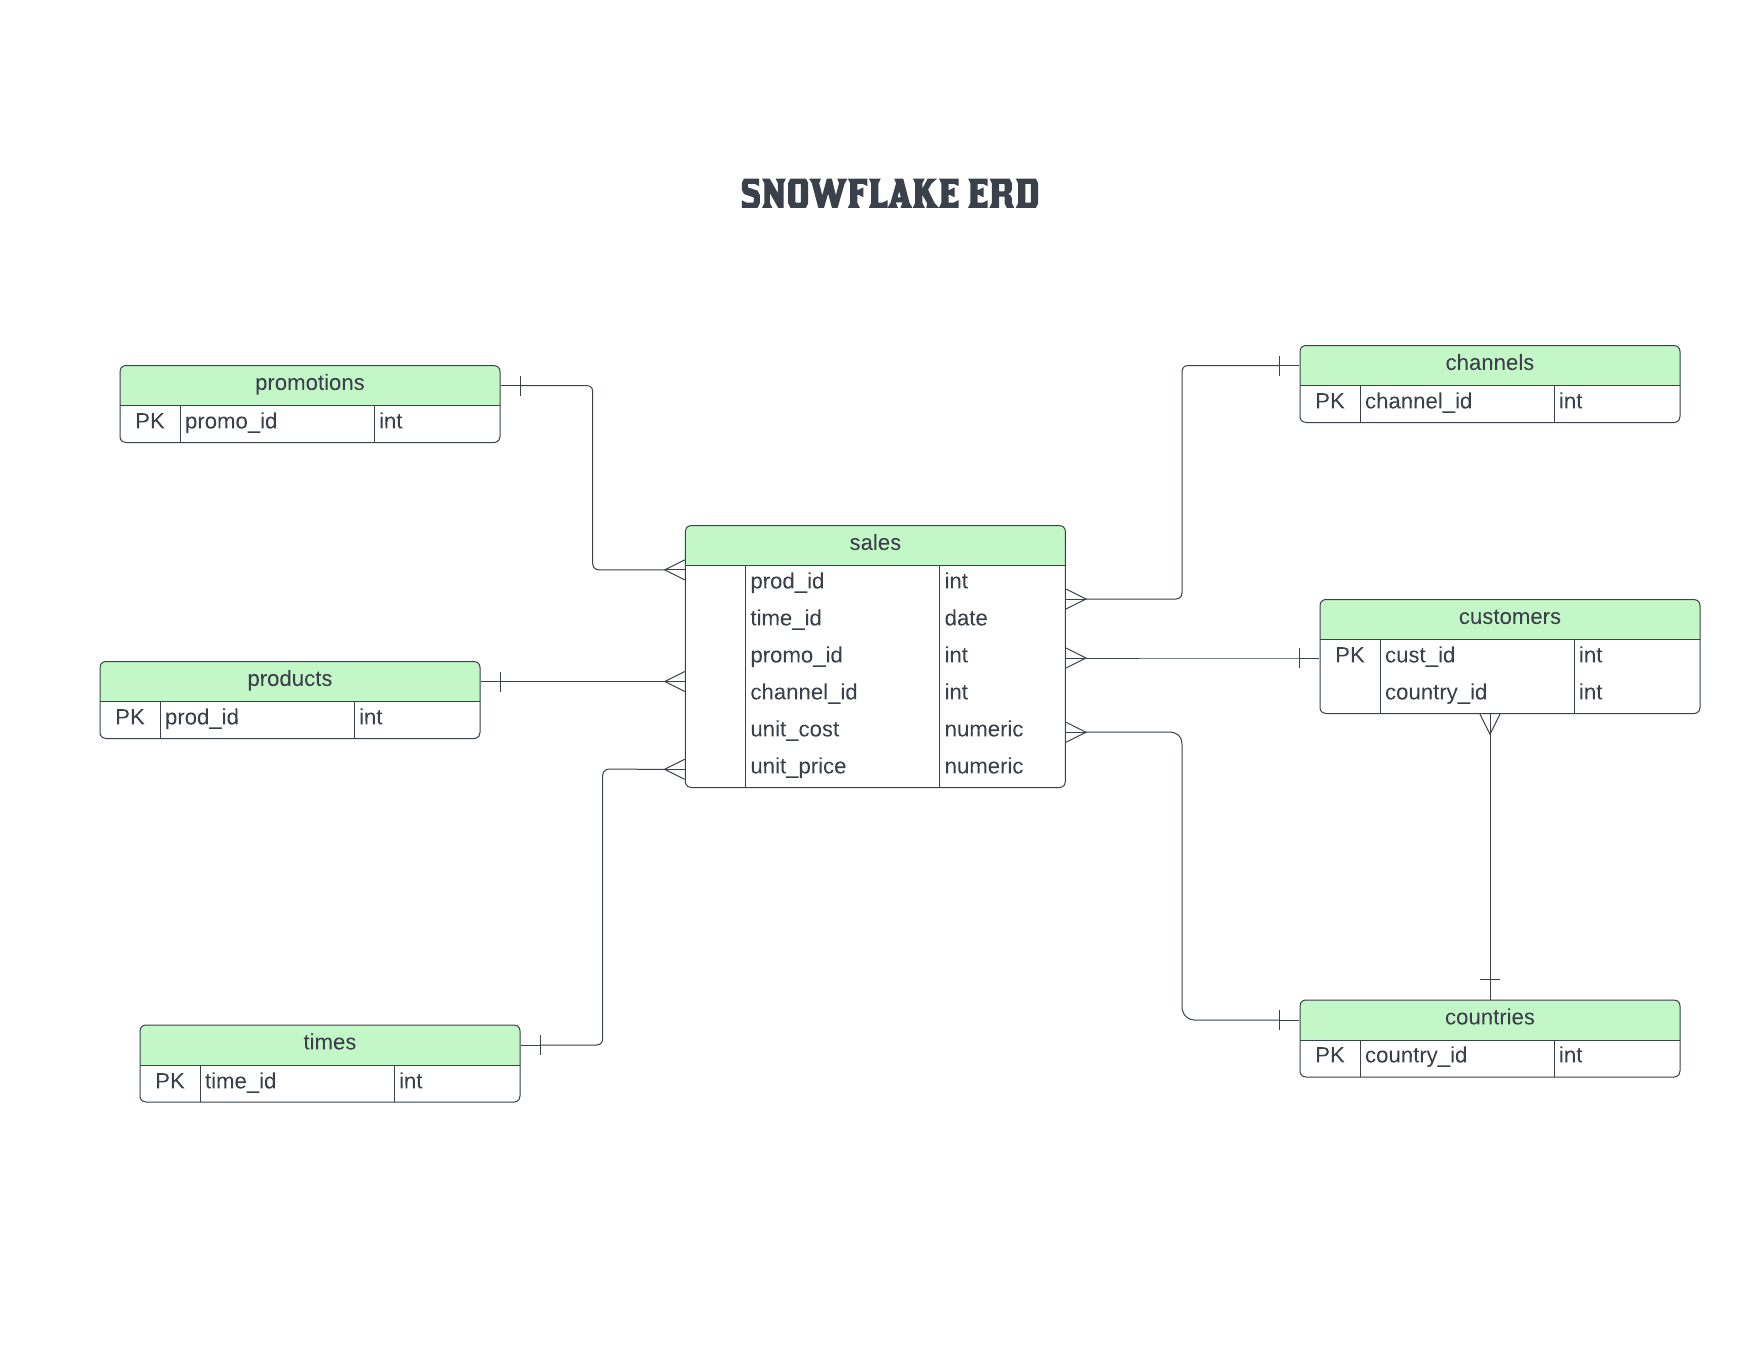 SNOWFLAKE ERD
promotions
PK promo_id int
channels
PK channel_id int
sales
prod_id int
time_id date
promo_id int
channel_id int
unit_cost numeric
unit_price numeric
customers
PK cust_id int
country_id int
products
PK prod_id int
times
PK time_id int
countries
PK country_id int